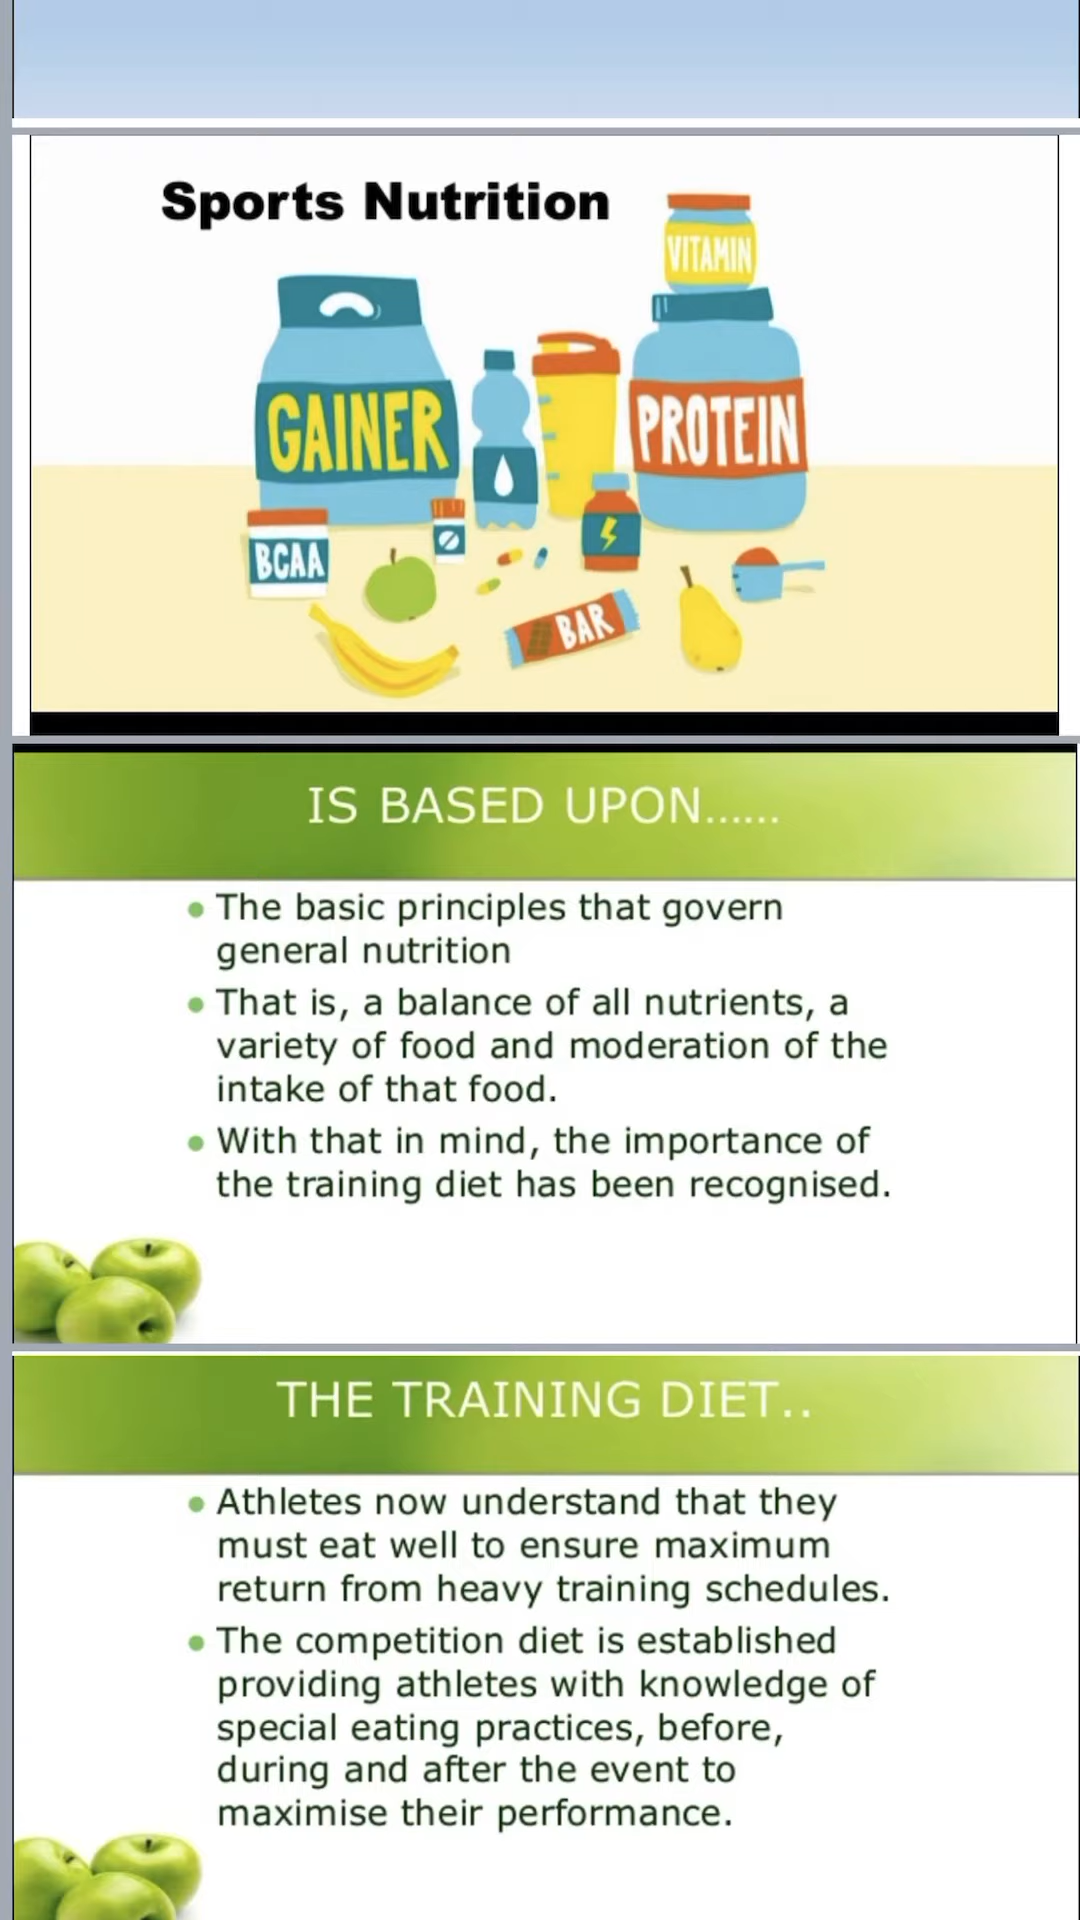 Sports Nutrition
VITAMIN
GAINER
PROTEIN
BCAA
BAR
IS BASED UPON......
• The basic principles that govern
general nutrition
• That is, a balance of all nutrients, a
variety of food and moderation of the
intake of that food.
• With that in mind, the importance of
the training diet has been recognised.
THE TRAINING DIET..
• Athletes now understand that they
must eat well to ensure maximum
return from heavy training schedules.
• The competition diet is established
providing athletes with knowledge of
special eating practices, before,
during and after the event to
maximise their performance.